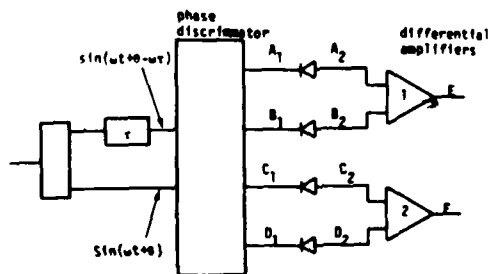 phase
discriminator
differential
amplifiers
sin(ωt+θ-ωτ)
A₁
A₂
1
E
B₁
B₂
τ
C₁
C₂
2
F
D₁
D₂
Sin(ωt+θ)